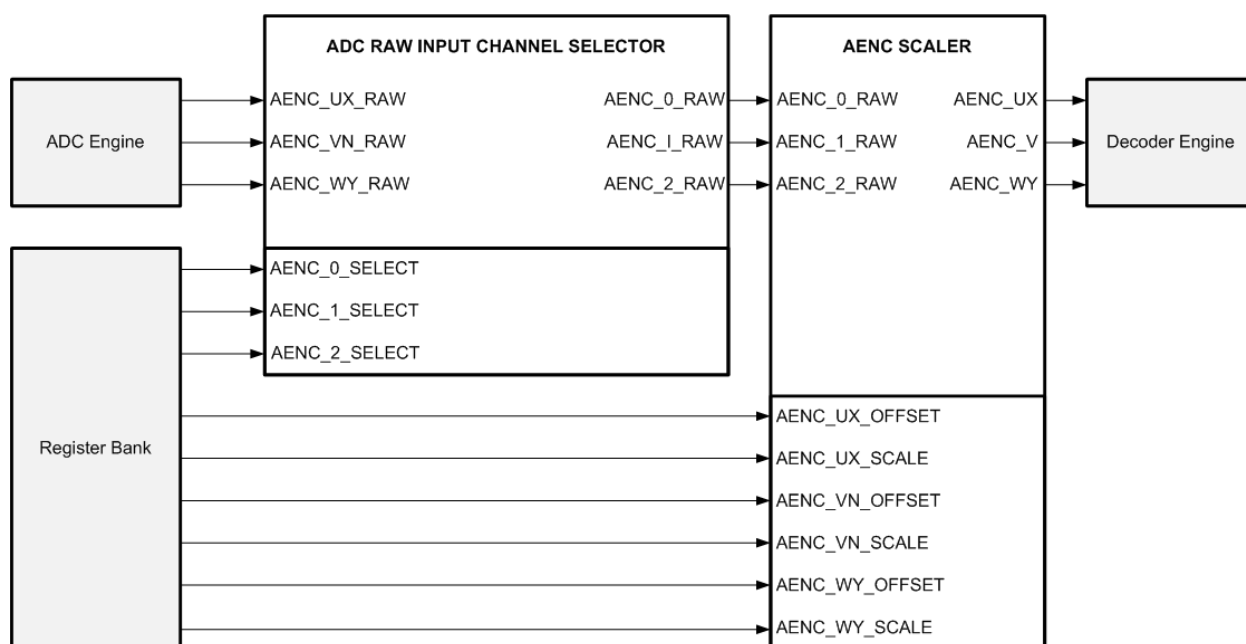 ADC RAW INPUT CHANNEL SELECTOR
AENC SCALER
ADC Engine
AENC_UX_RAW
AENC_VN_RAW
AENC_WY_RAW
AENC_0_RAW
AENC_I_RAW
AENC_2_RAW
AENC_0_RAW
AENC_1_RAW
AENC_2_RAW
AENC_UX
AENC_V
AENC_WY
Decoder Engine
Register Bank
AENC_0_SELECT
AENC_1_SELECT
AENC_2_SELECT
AENC_UX_OFFSET
AENC_UX_SCALE
AENC_VN_OFFSET
AENC_VN_SCALE
AENC_WY_OFFSET
AENC_WY_SCALE